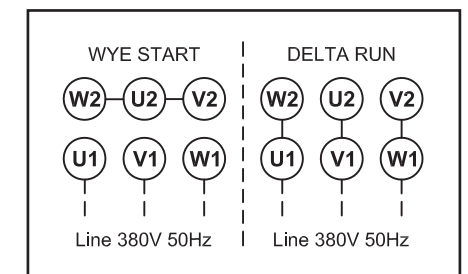 WYE START DELTA RUN
W2 U2 V2 W2 U2 V2
U1 V1 W1 U1 V1 W1
Line 380V 50Hz Line 380V 50Hz